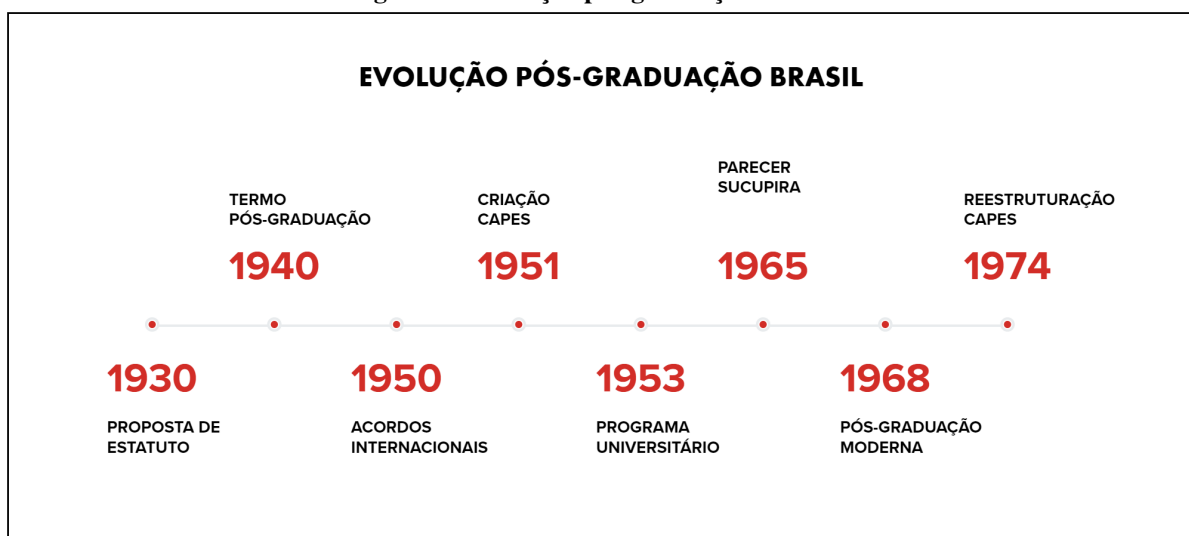 EVOLUÇÃO PÓS-GRADUAÇÃO BRASIL
1930
PROPOSTA DE
ESTATUTO
TERMO
PÓS-GRADUAÇÃO
1940
1950
ACORDOS
INTERNACIONAIS
CRIAÇÃO
CAPES
1951
1953
PROGRAMA
UNIVERSITÁRIO
PARECER
SUCUPIRA
1965
1968
PÓS-GRADUAÇÃO
MODERNA
REESTRUTURAÇÃO
CAPES
1974